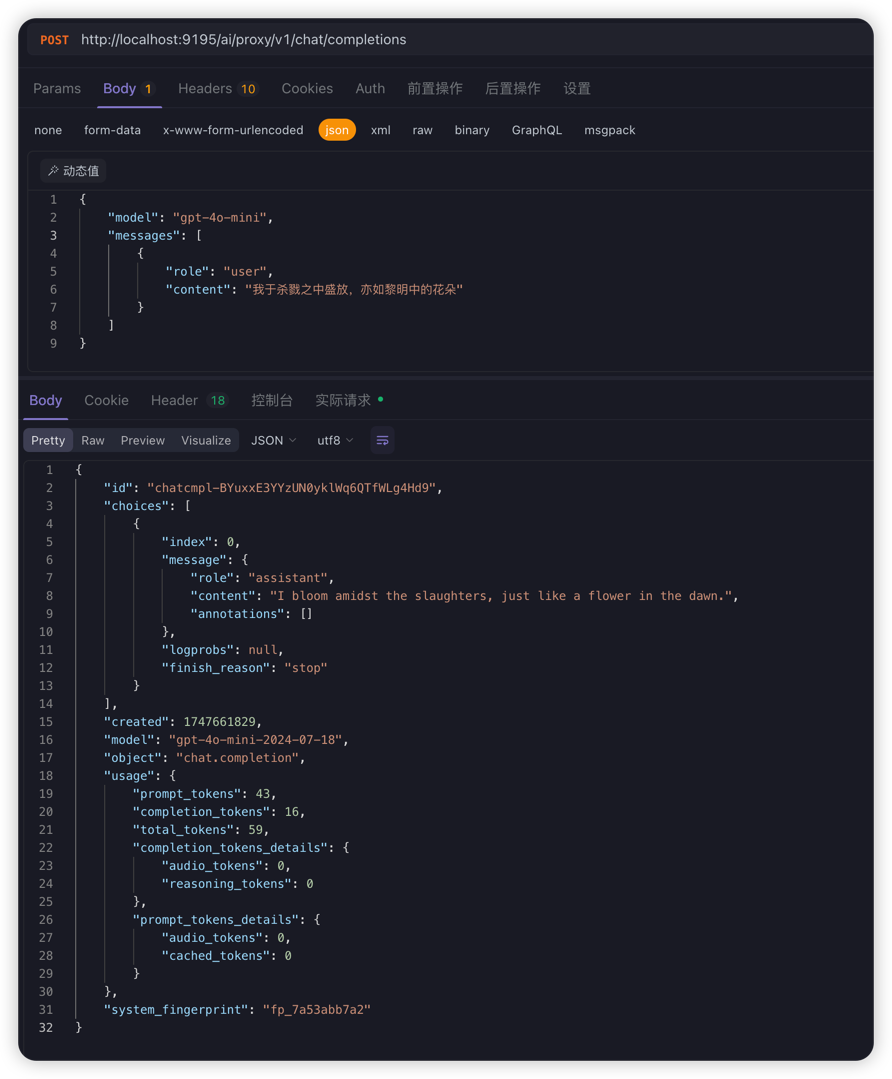 POST http://localhost:9195/ai/proxy/v1/chat/completions
Params Body 1 Headers 10 Cookies Auth 前置操作 后置操作 设置
none form-data x-www-form-urlencoded json xml raw binary GraphQL msgpack
动态值
1 {
2 "model": "gpt-4o-mini",
3 "messages": [
4 {
5 "role": "user",
6 "content": "我于杀戮之中盛放，亦如黎明中的花朵"
7 }
8 ]
9 }
Body Cookie Header 18 控制台 实际请求
Pretty Raw Preview Visualize JSON utf8
1 {
2 "id": "chatcmpl-BYuxxE3YYzUN0yklWq6QTfWLg4Hd9",
3 "choices": [
4 {
5 "index": 0,
6 "message": {
7 "role": "assistant",
8 "content": "I bloom amidst the slaughters, just like a flower in the dawn.",
9 "annotations": []
10 },
11 "logprobs": null,
12 "finish_reason": "stop"
13 }
14 ],
15 "created": 1747661829,
16 "model": "gpt-4o-mini-2024-07-18",
17 "object": "chat.completion",
18 "usage": {
19 "prompt_tokens": 43,
20 "completion_tokens": 16,
21 "total_tokens": 59,
22 "completion_tokens_details": {
23 "audio_tokens": 0,
24 "reasoning_tokens": 0
25 },
26 "prompt_tokens_details": {
27 "audio_tokens": 0,
28 "cached_tokens": 0
29 }
30 },
31 "system_fingerprint": "fp_7a53abb7a2"
32 }